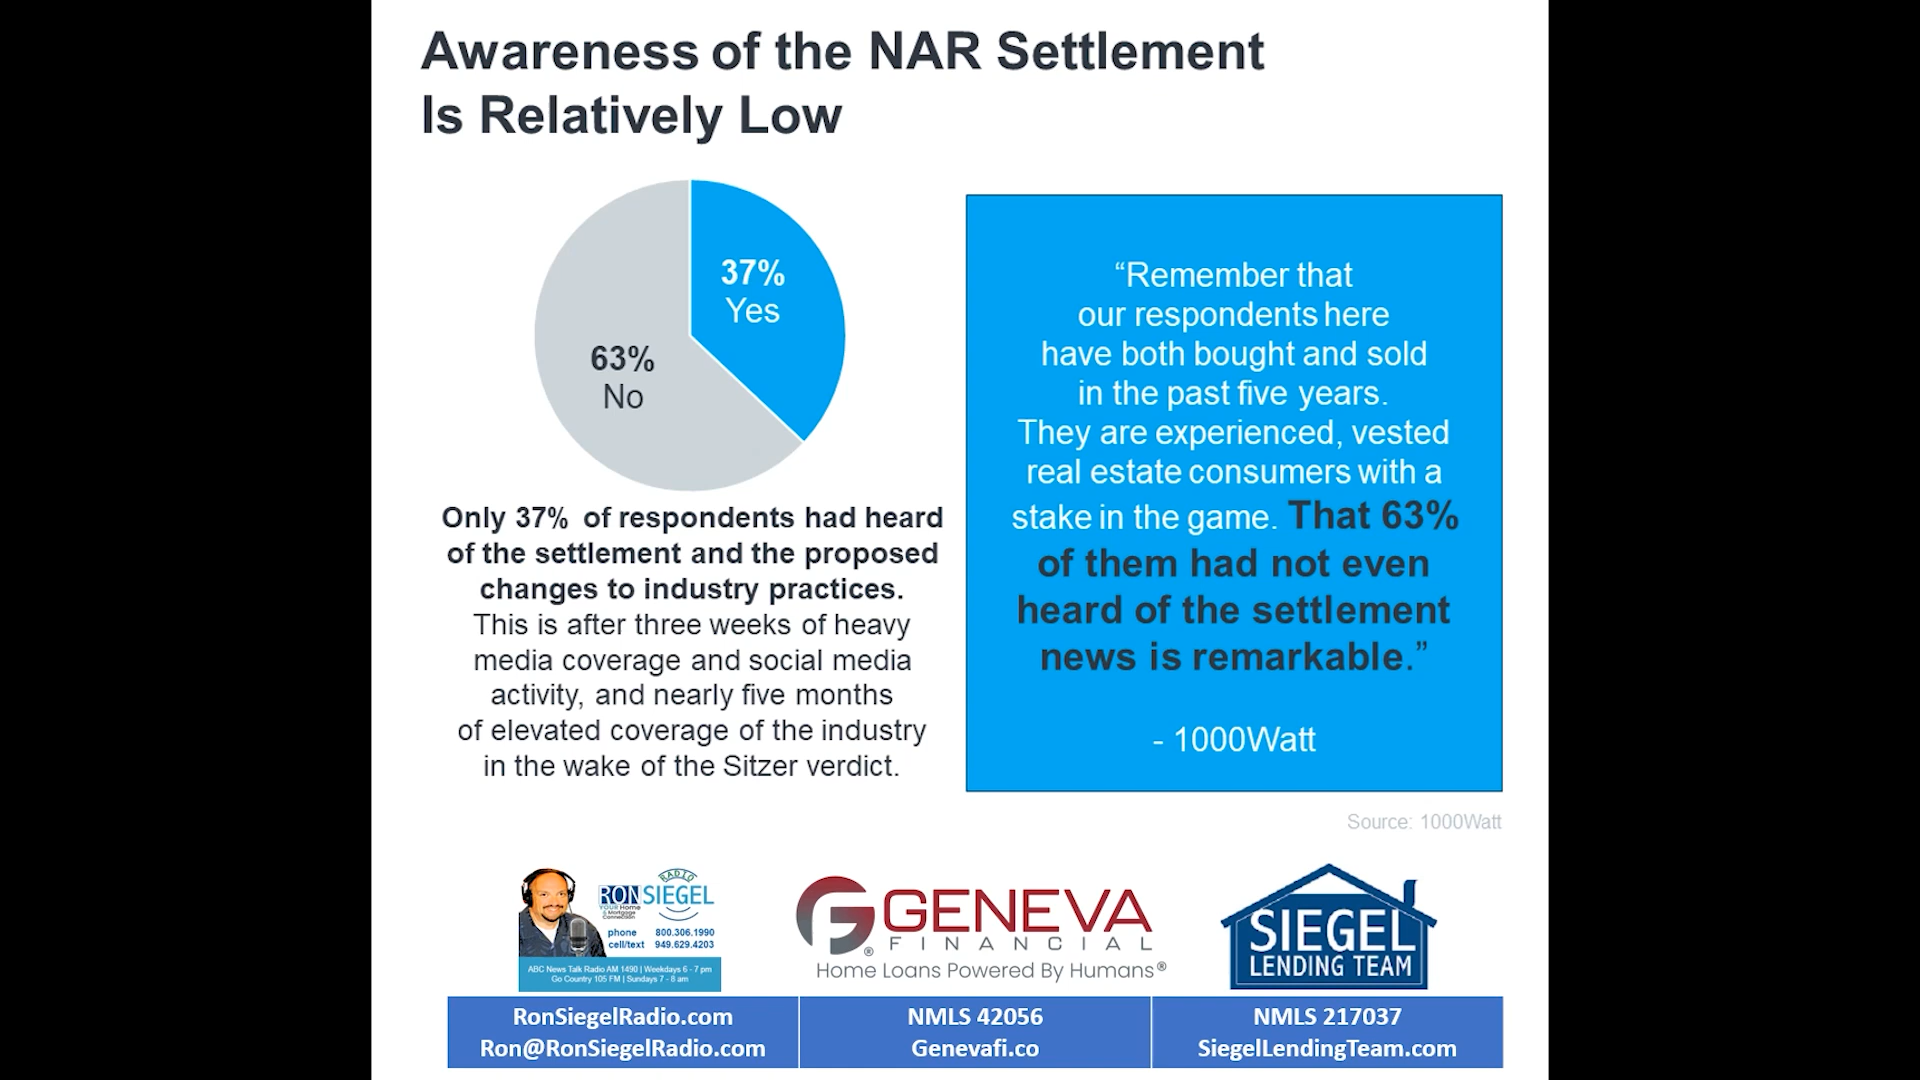 Awareness of the NAR Settlement
Is Relatively Low
37%
Yes
63%
No
Only 37% of respondents had heard
of the settlement and the proposed
changes to industry practices.
This is after three weeks of heavy
media coverage and social media
activity, and nearly five months
of elevated coverage of the industry
in the wake of the Sitzer verdict.
“Remember that
our respondents here
have both bought and sold
in the past five years.
They are experienced, vested
real estate consumers with a
stake in the game. That 63%
of them had not even
heard of the settlement
news is remarkable.”
- 1000Watt
Source: 1000Watt
RADIO
RON SIEGEL
YOUR Home
& Mortgage
Connection
phone 800.306.1990
cell/text 949.629.4203
ABC News Talk Radio AM 1490 | Weekdays 6 - 7 pm
Go Country 105 FM | Sundays 7 - 8 am
GENEVA
FINANCIAL
Home Loans Powered By Humans®
SIEGEL
LENDING TEAM
RonSiegelRadio.com
Ron@RonSiegelRadio.com
NMLS 42056
Genevafi.co
NMLS 217037
SiegelLendingTeam.com